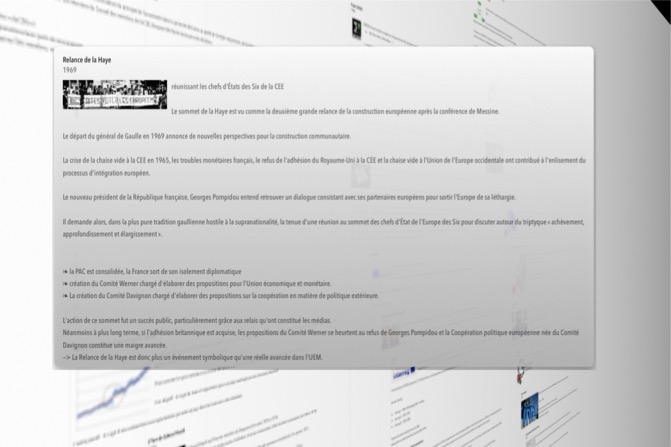 Relance de la Haye
1969
réunissant les chefs d'États des Six de la CEE
Le sommet de la Haye est vu comme la deuxième grande relance de la construction européenne après la conférence de Messine.
Le départ du général de Gaulle en 1969 annonce de nouvelles perspectives pour la construction communautaire.
La crise de la chaise vide à la CEE en 1965, les troubles monétaires français, le refus de l'adhésion du Royaume-Uni à la CEE et la chaise vide à l'Union de l'Europe occidentale ont contribué à l'enlisement du
processus d'intégration européen.
Le nouveau président de la République française, Georges Pompidou entend retrouver un dialogue consistant avec ses partenaires européens pour sortir l'Europe de sa léthargie.
Il demande alors, dans la plus pure tradition gaullienne hostile à la supranationalité, la tenue d'une réunion au sommet des chefs d'État de l'Europe des Six pour discuter autour du triptyque « achèvement,
approfondissement et élargissement ».
❧ la PAC est consolidée, la France sort de son isolement diplomatique
❧ création du Comité Werner chargé d'élaborer des propositions pour l'Union économique et monétaire.
❧ La création du Comité Davignon chargé d'élaborer des propositions sur la coopération en matière de politique extérieure.
L'action de ce sommet fut un succès public, particulièrement grâce aux relais qu'ont constitué les médias.
Néanmoins à plus long terme, si l'adhésion britannique est acquise, les propositions du Comité Werner se heurtent au refus de Georges Pompidou et la Coopération politique européenne née du Comité
Davignon constitue une maigre avancée.
—> La Relance de la Haye est donc plus un événement symbolique qu'une réelle avancée dans l'UEM.